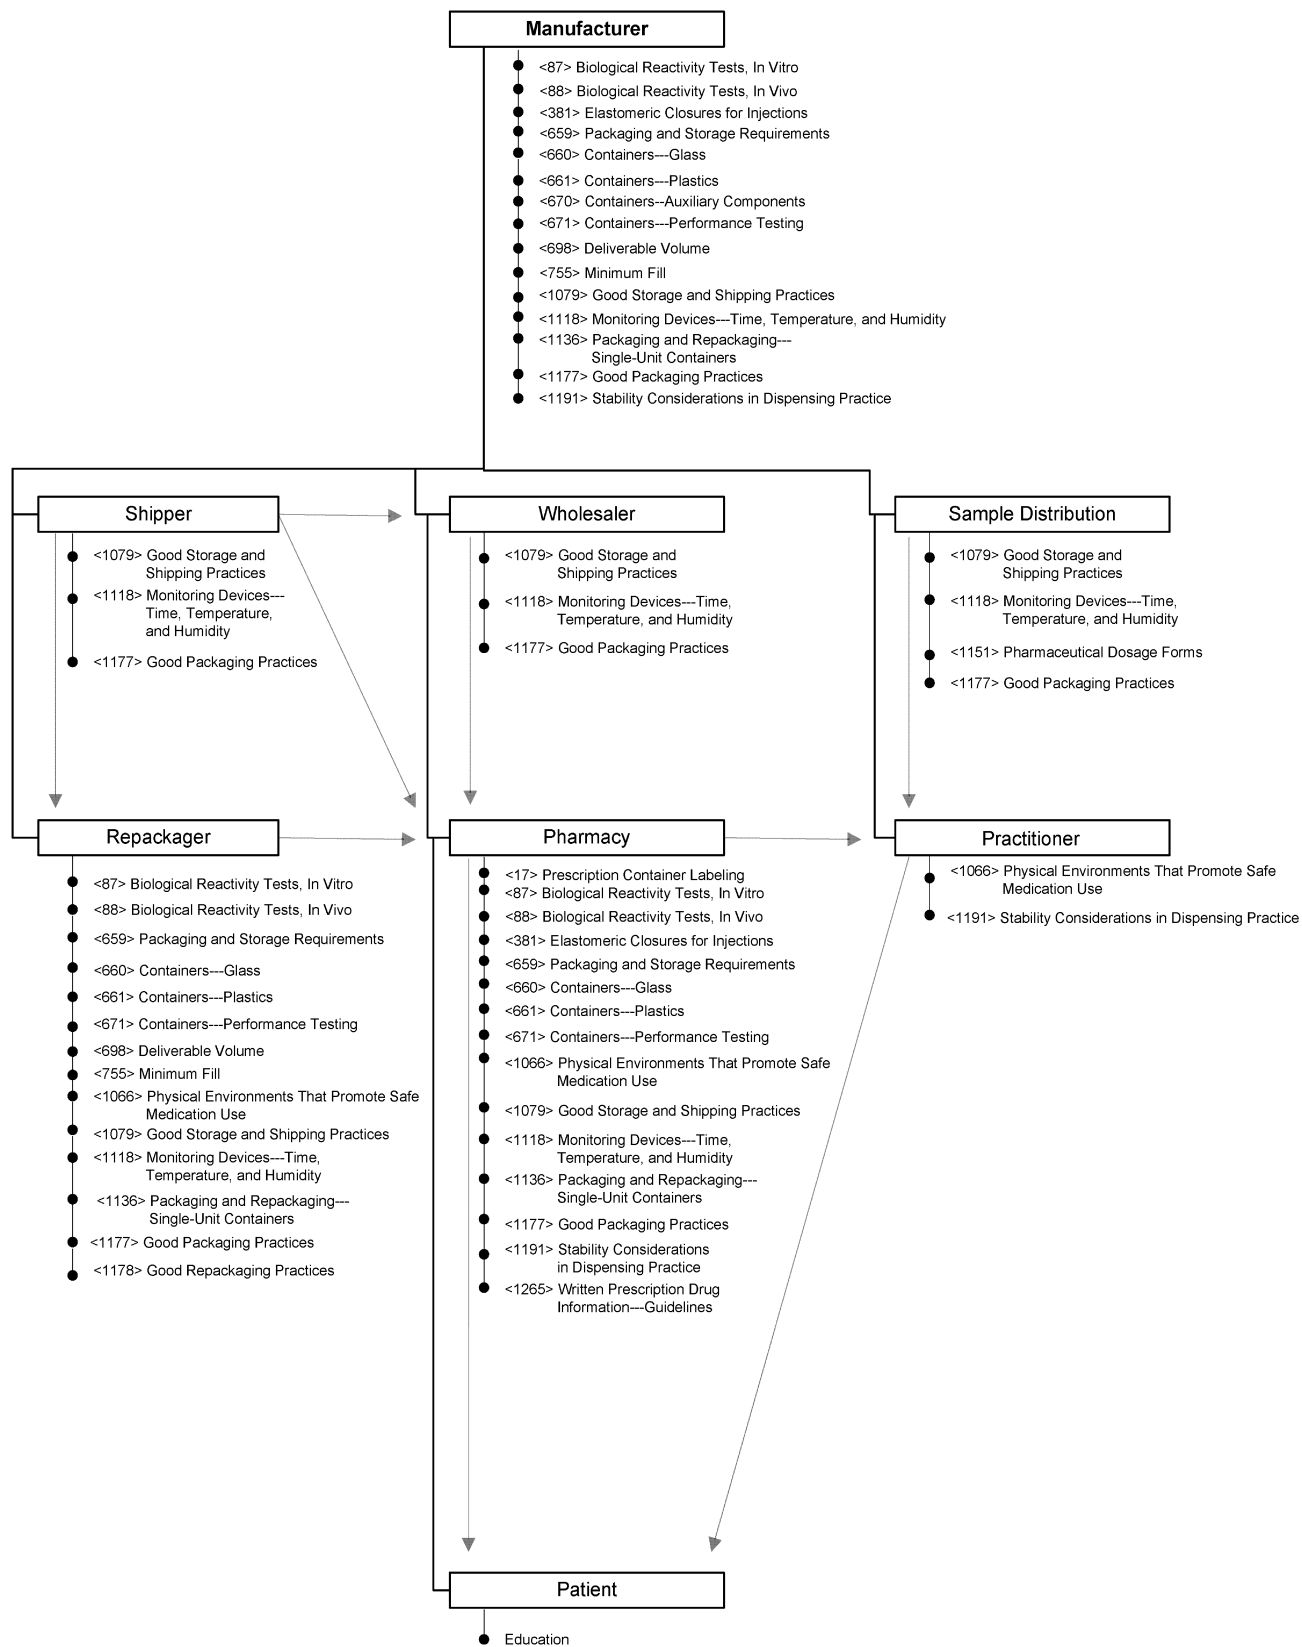 Manufacturer
<87> Biological Reactivity Tests, In Vitro
<88> Biological Reactivity Tests, In Vivo
<381> Elastomeric Closures for Injections
<659> Packaging and Storage Requirements
<660> Containers---Glass
<661> Containers---Plastics
<670> Containers--Auxiliary Components
<671> Containers---Performance Testing
<698> Deliverable Volume
<755> Minimum Fill
<1079> Good Storage and Shipping Practices
<1118> Monitoring Devices---Time, Temperature, and Humidity
<1136> Packaging and Repackaging---
Single-Unit Containers
<1177> Good Packaging Practices
<1191> Stability Considerations in Dispensing Practice
Shipper
<1079> Good Storage and
Shipping Practices
<1118> Monitoring Devices---
Time, Temperature,
and Humidity
<1177> Good Packaging Practices
Wholesaler
<1079> Good Storage and
Shipping Practices
<1118> Monitoring Devices---Time,
Temperature, and Humidity
<1177> Good Packaging Practices
Sample Distribution
<1079> Good Storage and
Shipping Practices
<1118> Monitoring Devices---Time,
Temperature, and Humidity
<1151> Pharmaceutical Dosage Forms
<1177> Good Packaging Practices
Repackager
<87> Biological Reactivity Tests, In Vitro
<88> Biological Reactivity Tests, In Vivo
<659> Packaging and Storage Requirements
<660> Containers---Glass
<661> Containers---Plastics
<671> Containers---Performance Testing
<698> Deliverable Volume
<755> Minimum Fill
<1066> Physical Environments That Promote Safe
Medication Use
<1079> Good Storage and Shipping Practices
<1118> Monitoring Devices---Time,
Temperature, and Humidity
<1136> Packaging and Repackaging---
Single-Unit Containers
<1177> Good Packaging Practices
<1178> Good Repackaging Practices
Pharmacy
<17> Prescription Container Labeling
<87> Biological Reactivity Tests, In Vitro
<88> Biological Reactivity Tests, In Vivo
<381> Elastomeric Closures for Injections
<659> Packaging and Storage Requirements
<660> Containers---Glass
<661> Containers---Plastics
<671> Containers---Performance Testing
<1066> Physical Environments That Promote Safe
Medication Use
<1079> Good Storage and Shipping Practices
<1118> Monitoring Devices---Time,
Temperature, and Humidity
<1136> Packaging and Repackaging---
Single-Unit Containers
<1177> Good Packaging Practices
<1191> Stability Considerations
in Dispensing Practice
<1265> Written Prescription Drug
Information---Guidelines
Practitioner
<1066> Physical Environments That Promote Safe
Medication Use
<1191> Stability Considerations in Dispensing Practice
Patient
Education